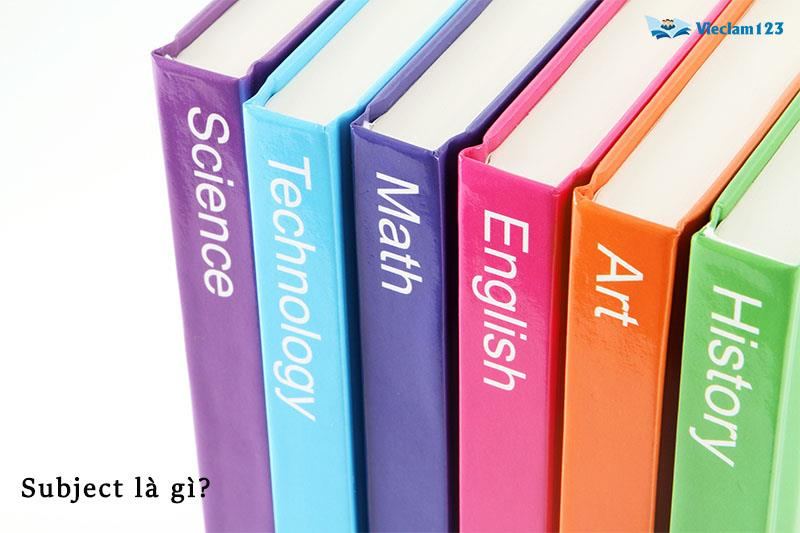 Vieclam123
Science
Technology
Math
English
Art
History
Subject là gì?